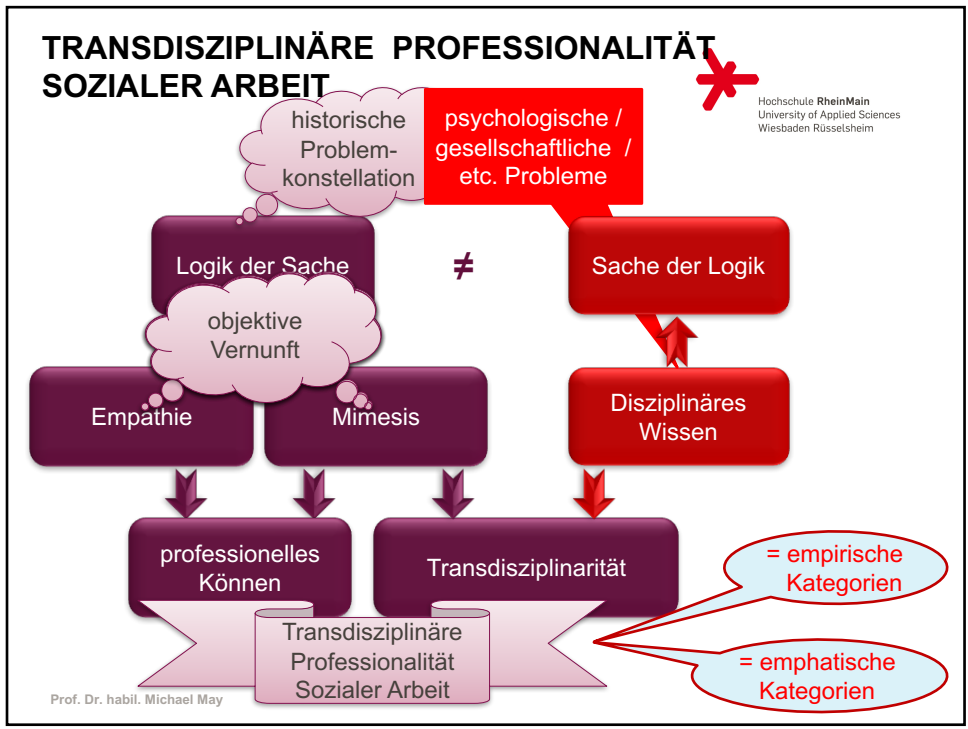 TRANSDISZIPLINÄRE PROFESSIONALITÄT
SOZIALER ARBEIT
Hochschule RheinMain
University of Applied Sciences
Wiesbaden Rüsselsheim
historische
Problem-
konstellation
psychologische /
gesellschaftliche /
etc. Probleme
Logik der Sache
≠
Sache der Logik
objektive
Vernunft
Empathie
Mimesis
Disziplinäres
Wissen
professionelles
Können
Transdisziplinarität
= empirische
Kategorien
Transdisziplinäre
Professionalität
Sozialer Arbeit
= emphatische
Kategorien
Prof. Dr. habil. Michael May